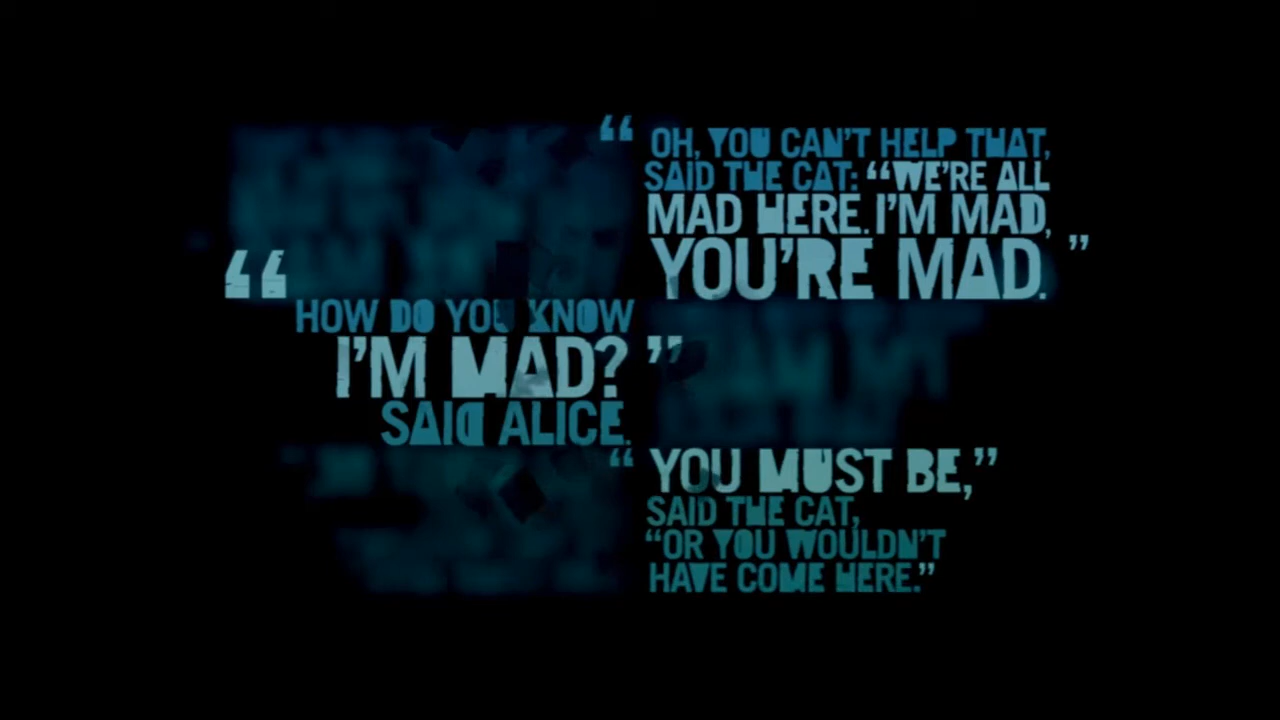 “ OH, YOU CAN’T HELP THAT,
SAID THE CAT: “WE’RE ALL
MAD HERE. I’M MAD,
YOU’RE MAD. ”
“ HOW DO YOU KNOW
I’M MAD? ”
SAID ALICE.
“ YOU MUST BE,”
SAID THE CAT,
“OR YOU WOULDN’T
HAVE COME HERE.”